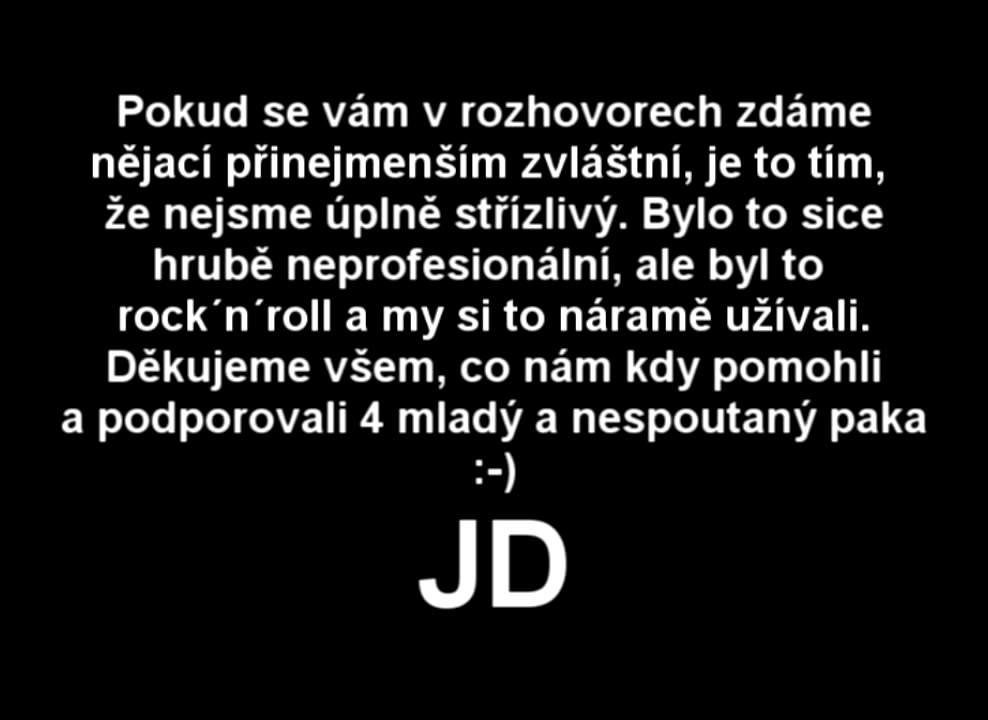 Pokud se vám v rozhovorech zdáme
nějací přinejmenším zvláštní, je to tím,
že nejsme úplně střízlivý. Bylo to sice
hrubě neprofesionální, ale byl to
rock´n´roll a my si to náramě užívali.
Děkujeme všem, co nám kdy pomohli
a podporovali 4 mladý a nespoutaný paka
:-)
JD